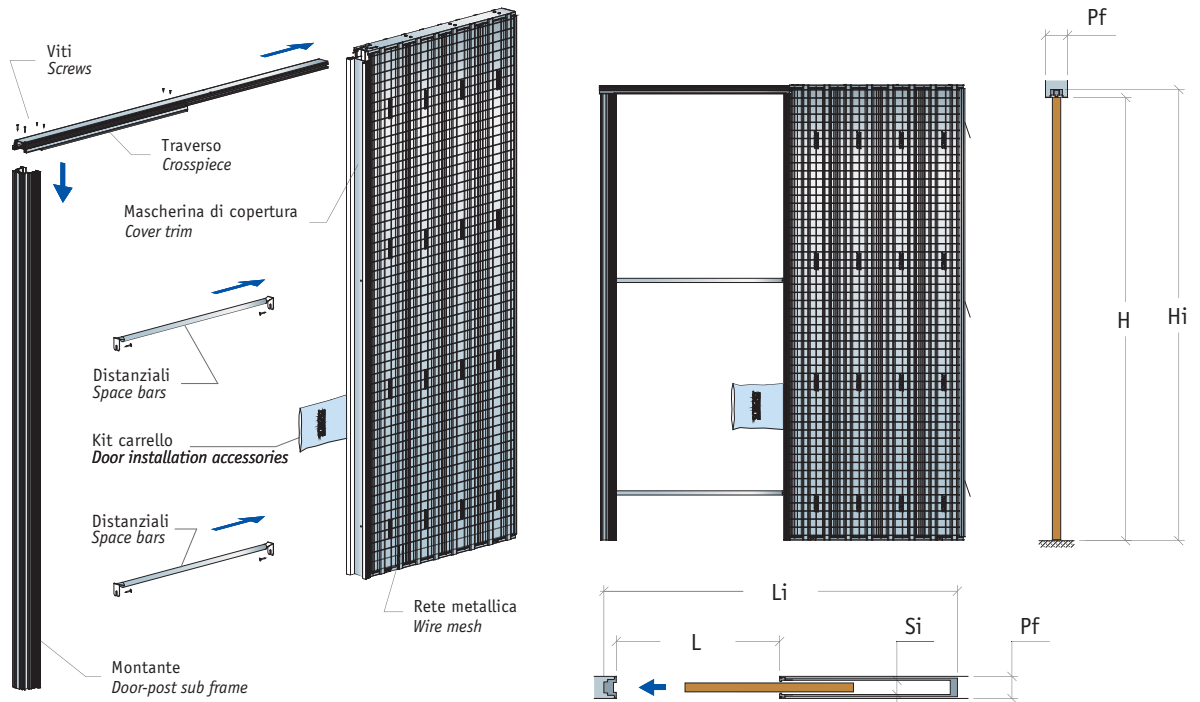 Viti
Screws
Traverso
Crosspiece
Mascherina di copertura
Cover trim
Distanziali
Space bars
Kit carrello
Door installation accessories
Distanziali
Space bars
Rete metallica
Wire mesh
Montante
Door-post sub frame
Pf
H
Hi
Li
L
Si
Pf